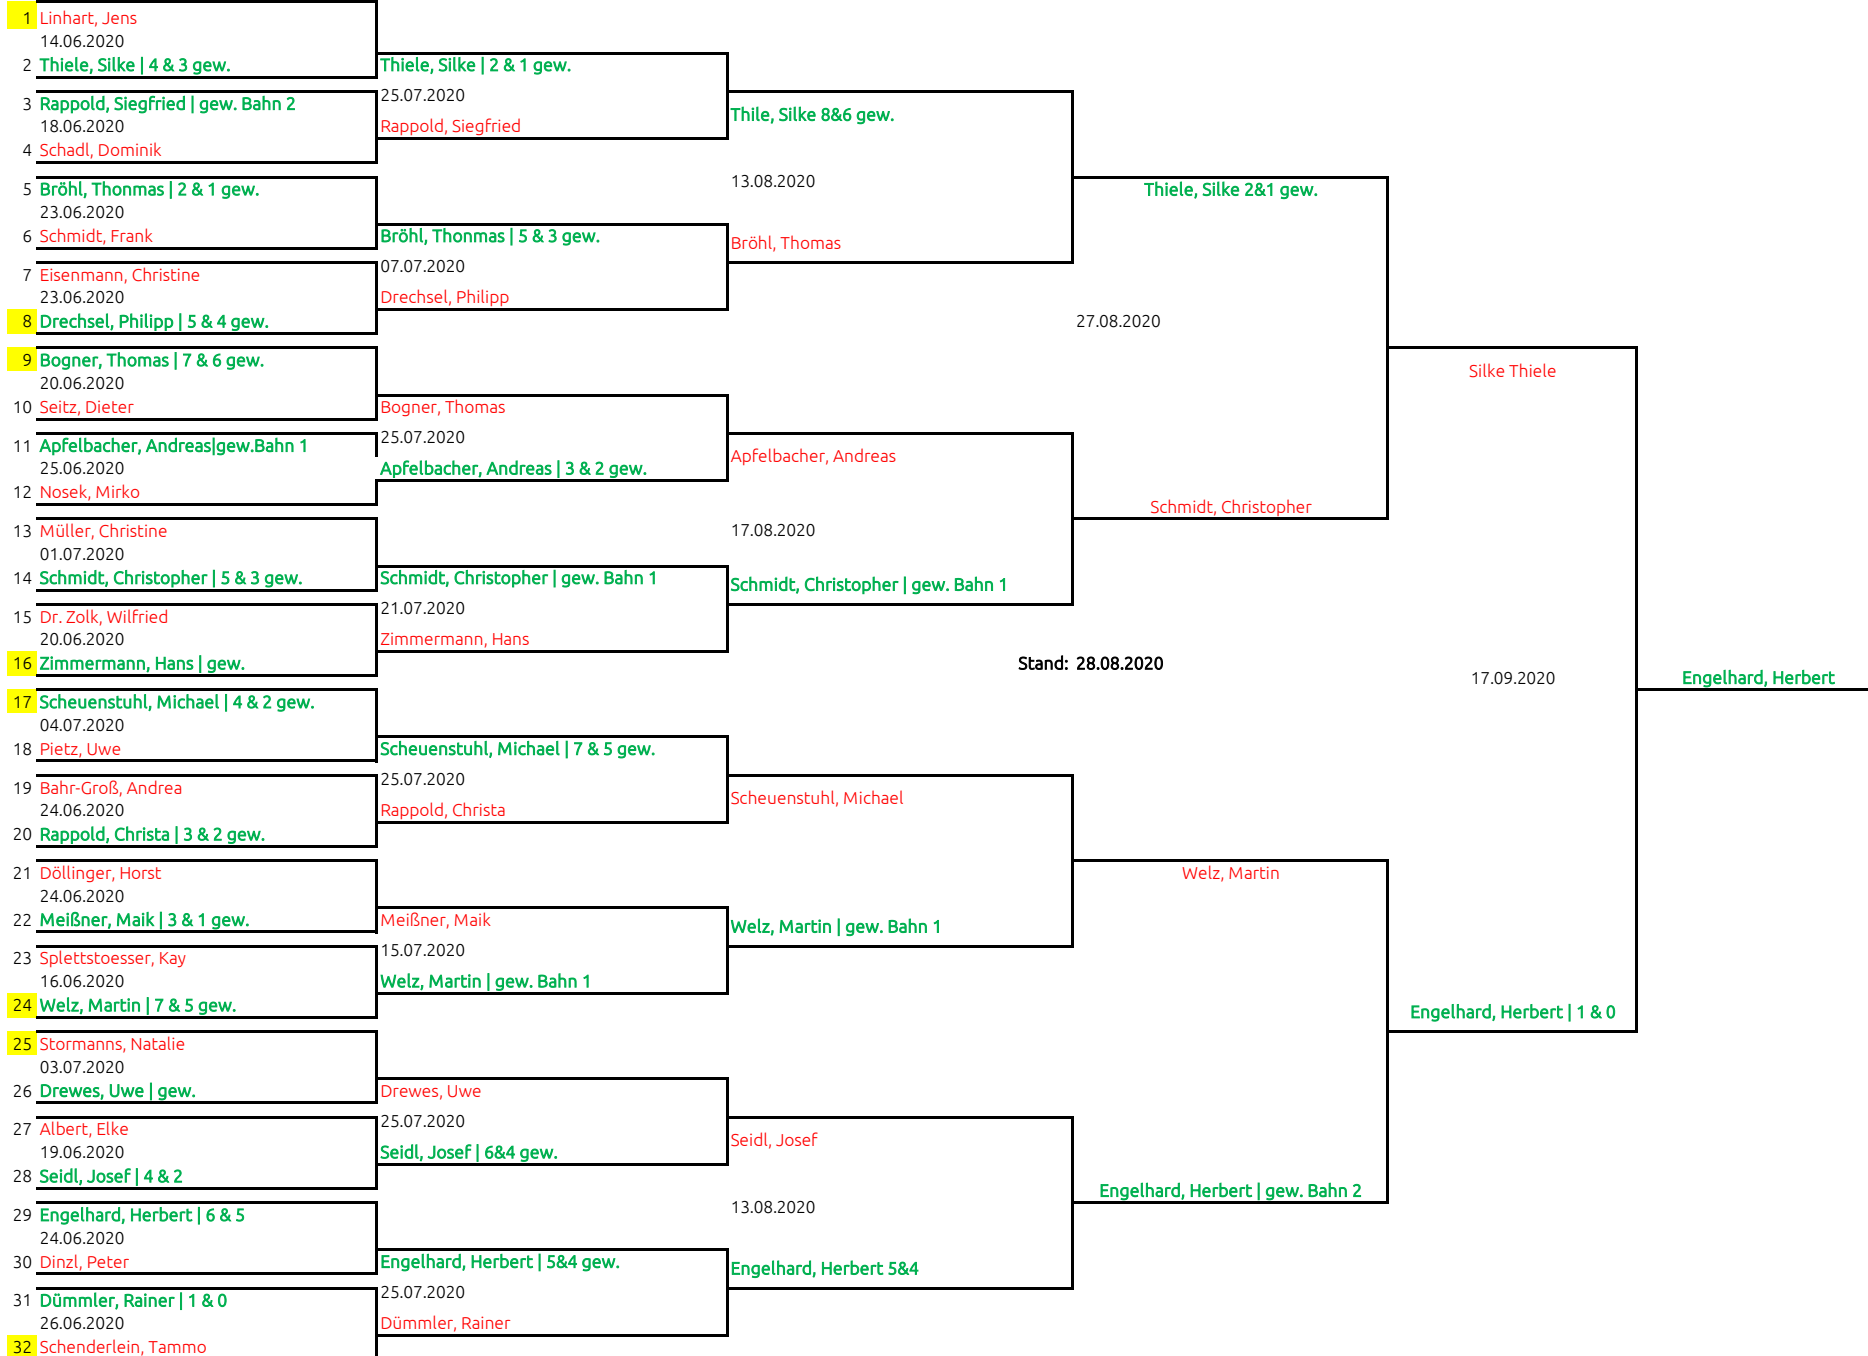 1 Linhart, Jens
14.06.2020
2 Thiele, Silke | 4 & 3 gew.
3 Rappold, Siegfried | gew. Bahn 2
18.06.2020
4 Schadl, Dominik
5 Bröhl, Thonmas | 2 & 1 gew.
23.06.2020
6 Schmidt, Frank
7 Eisenmann, Christine
23.06.2020
8 Drechsel, Philipp | 5 & 4 gew.
9 Bogner, Thomas | 7 & 6 gew.
20.06.2020
10 Seitz, Dieter
11 Apfelbacher, Andreas|gew.Bahn 1
25.06.2020
12 Nosek, Mirko
13 Müller, Christine
01.07.2020
14 Schmidt, Christopher | 5 & 3 gew.
15 Dr. Zolk, Wilfried
20.06.2020
16 Zimmermann, Hans | gew.
17 Scheuenstuhl, Michael | 4 & 2 gew.
04.07.2020
18 Pietz, Uwe
19 Bahr-Groß, Andrea
24.06.2020
20 Rappold, Christa | 3 & 2 gew.
21 Döllinger, Horst
24.06.2020
22 Meißner, Maik | 3 & 1 gew.
23 Splettstoesser, Kay
16.06.2020
24 Welz, Martin | 7 & 5 gew.
25 Stormanns, Natalie
03.07.2020
26 Drewes, Uwe | gew.
27 Albert, Elke
19.06.2020
28 Seidl, Josef | 4 & 2
29 Engelhard, Herbert | 6 & 5
24.06.2020
30 Dinzl, Peter
31 Dümmler, Rainer | 1 & 0
26.06.2020
32 Schenderlein, Tammo
Thiele, Silke | 2 & 1 gew.
25.07.2020
Rappold, Siegfried
Bröhl, Thonmas | 5 & 3 gew.
07.07.2020
Drechsel, Philipp
Bogner, Thomas
25.07.2020
Apfelbacher, Andreas | 3 & 2 gew.
Schmidt, Christopher | gew. Bahn 1
21.07.2020
Zimmermann, Hans
Scheuenstuhl, Michael | 7 & 5 gew.
25.07.2020
Rappold, Christa
Meißner, Maik
15.07.2020
Welz, Martin | gew. Bahn 1
Drewes, Uwe
25.07.2020
Seidl, Josef | 6&4 gew.
Engelhard, Herbert | 5&4 gew.
25.07.2020
Dümmler, Rainer
Thile, Silke 8&6 gew.
13.08.2020
Bröhl, Thomas
Apfelbacher, Andreas
17.08.2020
Schmidt, Christopher | gew. Bahn 1
Scheuenstuhl, Michael
Welz, Martin | gew. Bahn 1
Seidl, Josef
13.08.2020
Engelhard, Herbert 5&4
Thiele, Silke 2&1 gew.
27.08.2020
Schmidt, Christopher
Stand: 28.08.2020
Welz, Martin
Engelhard, Herbert | gew. Bahn 2
Silke Thiele
17.09.2020
Engelhard, Herbert | 1 & 0
Engelhard, Herbert